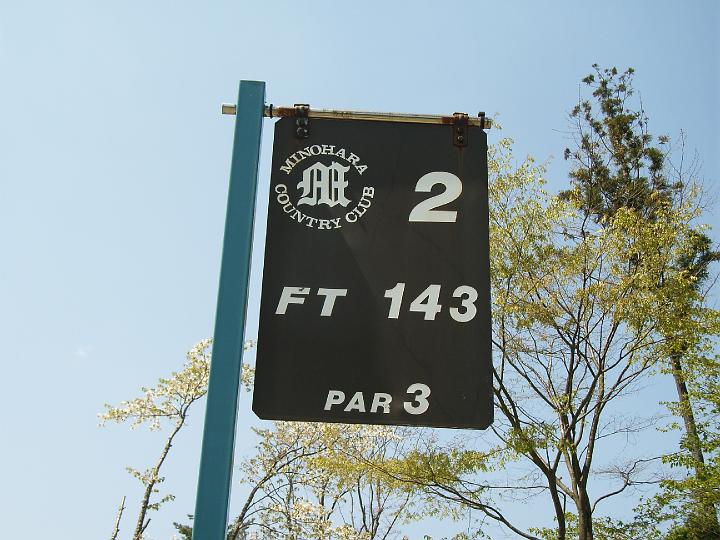 MINOHARA
M
COUNTRY CLUB
2
FT 143
PAR 3